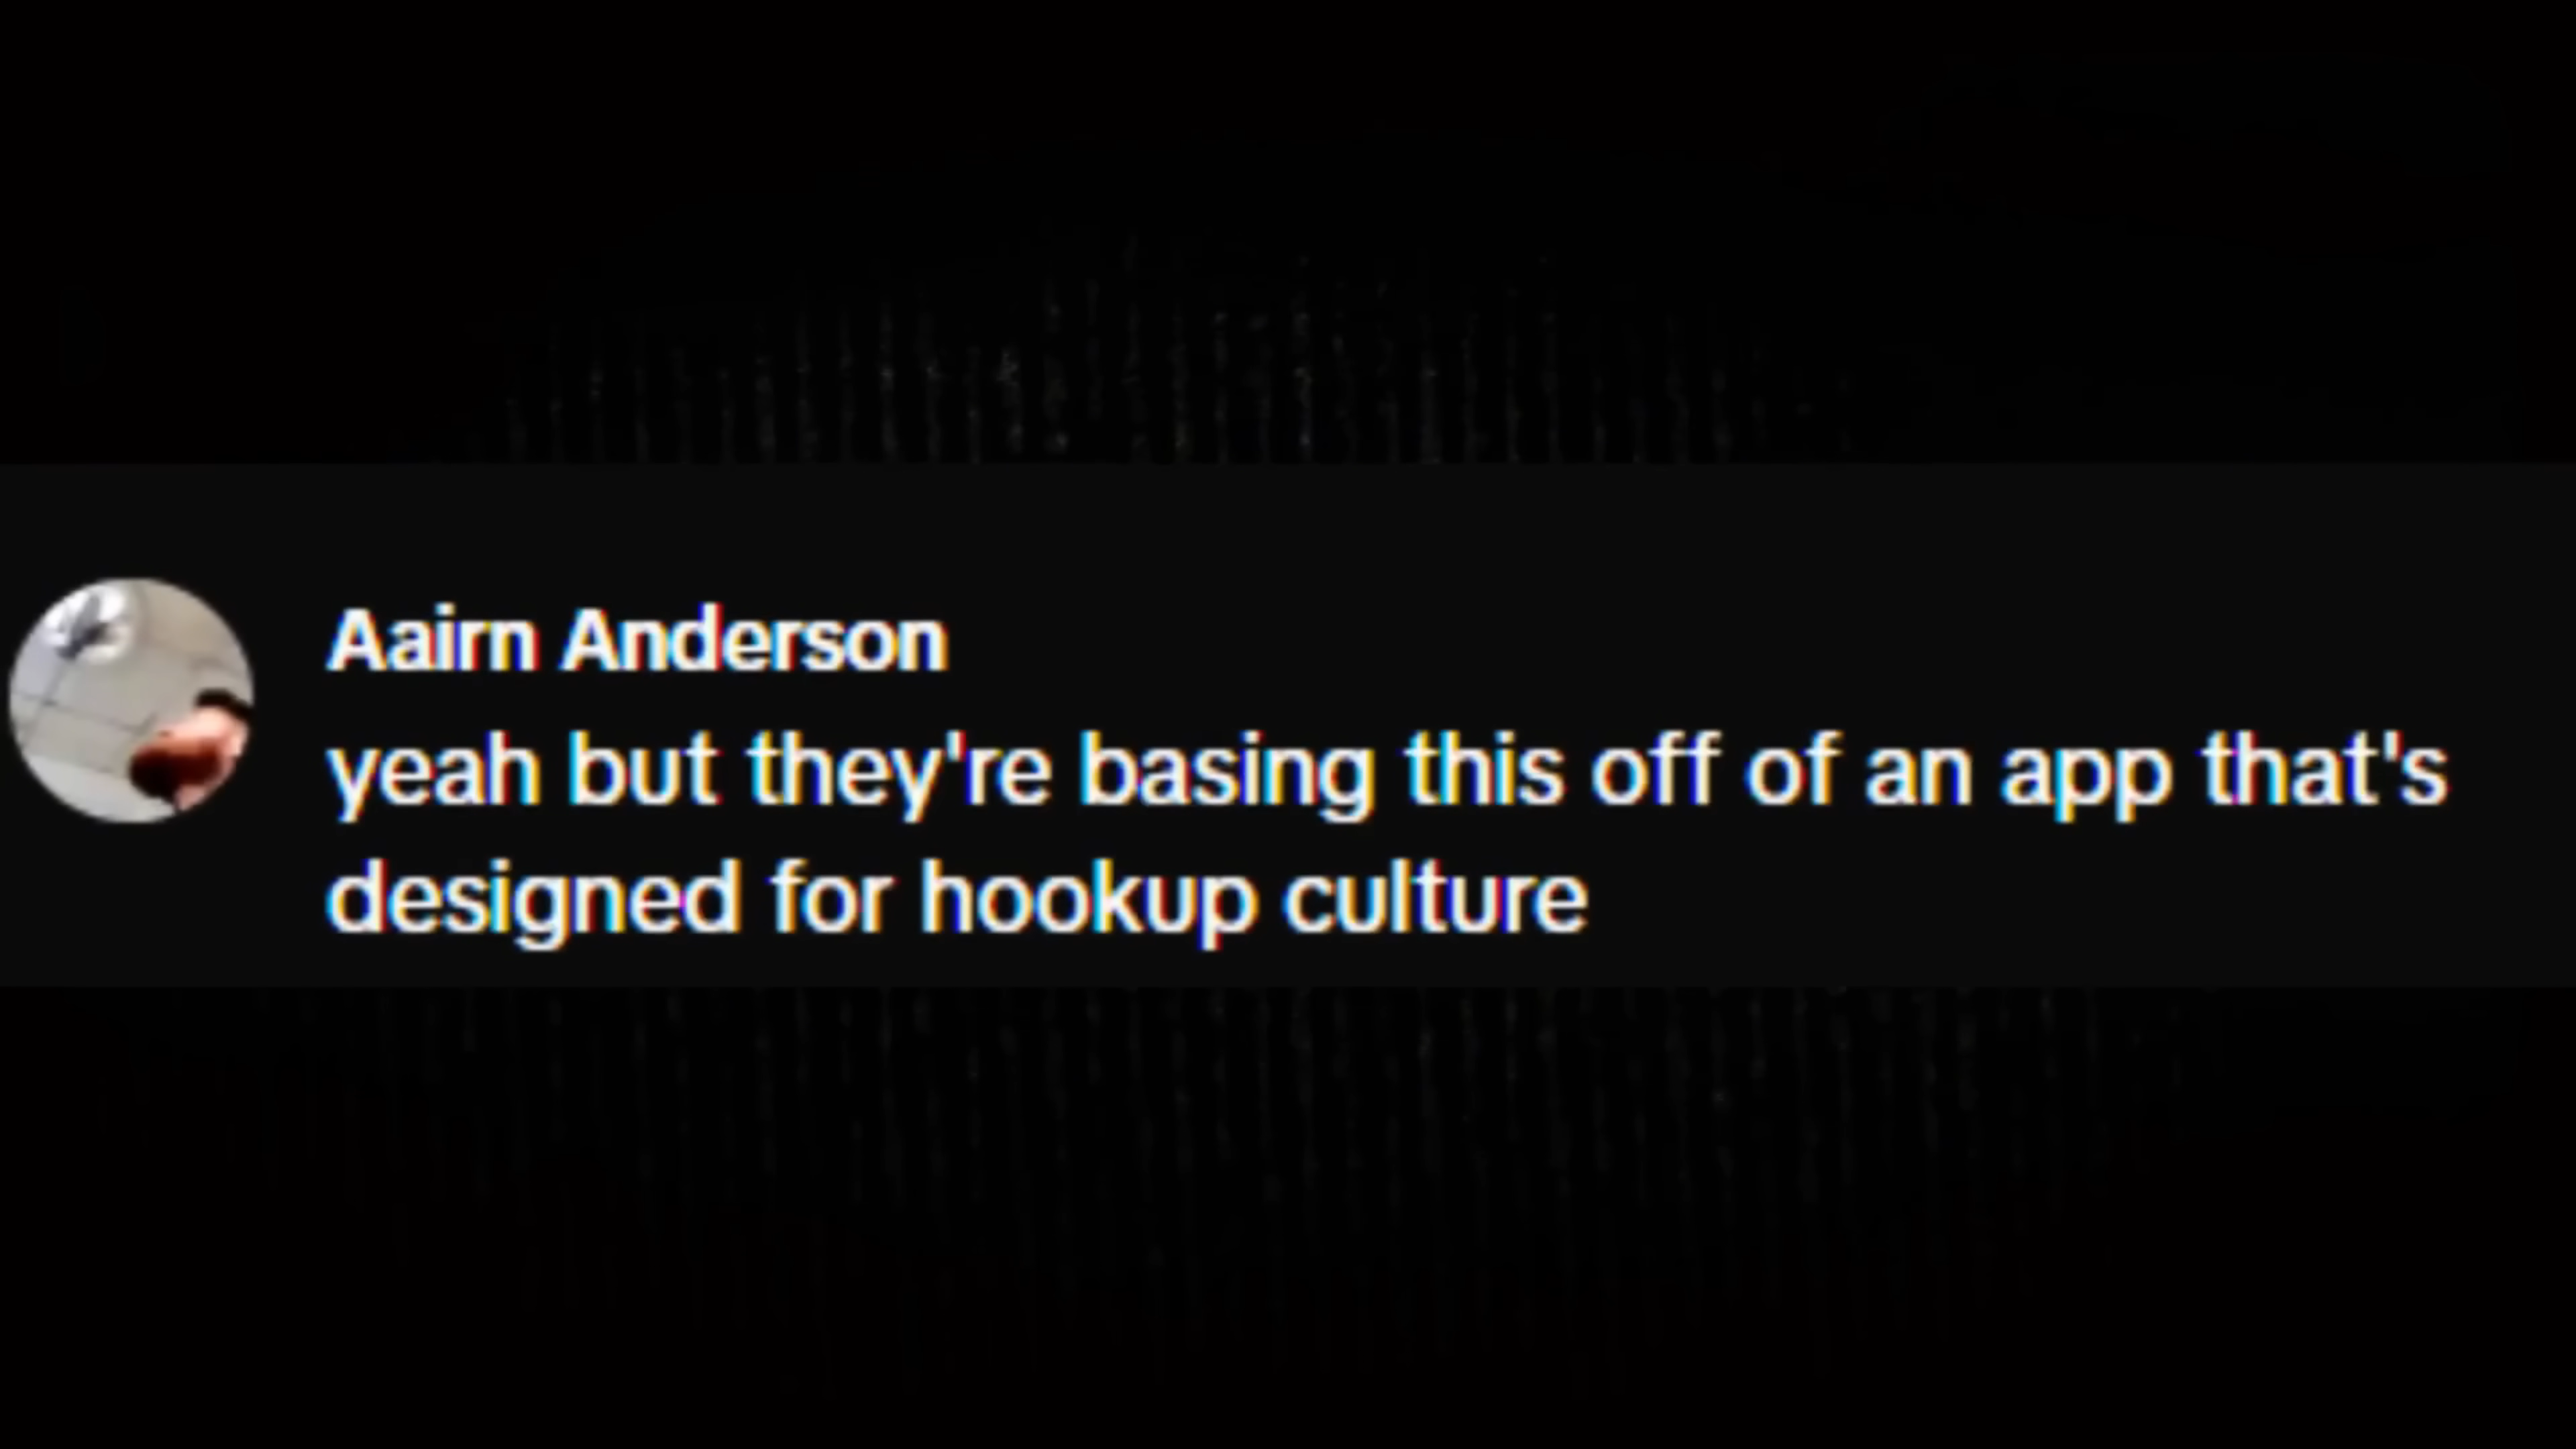 Aairn Anderson
yeah but they're basing this off of an app that's
designed for hookup culture